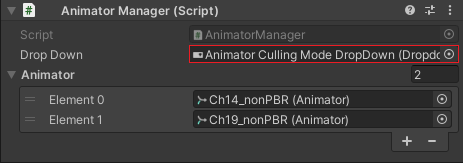 Animator Manager (Script)
Script AnimatorManager
Drop Down Animator Culling Mode DropDown (Dropdo
Animator 2
Element 0 Ch14_nonPBR (Animator)
Element 1 Ch19_nonPBR (Animator)
+ −